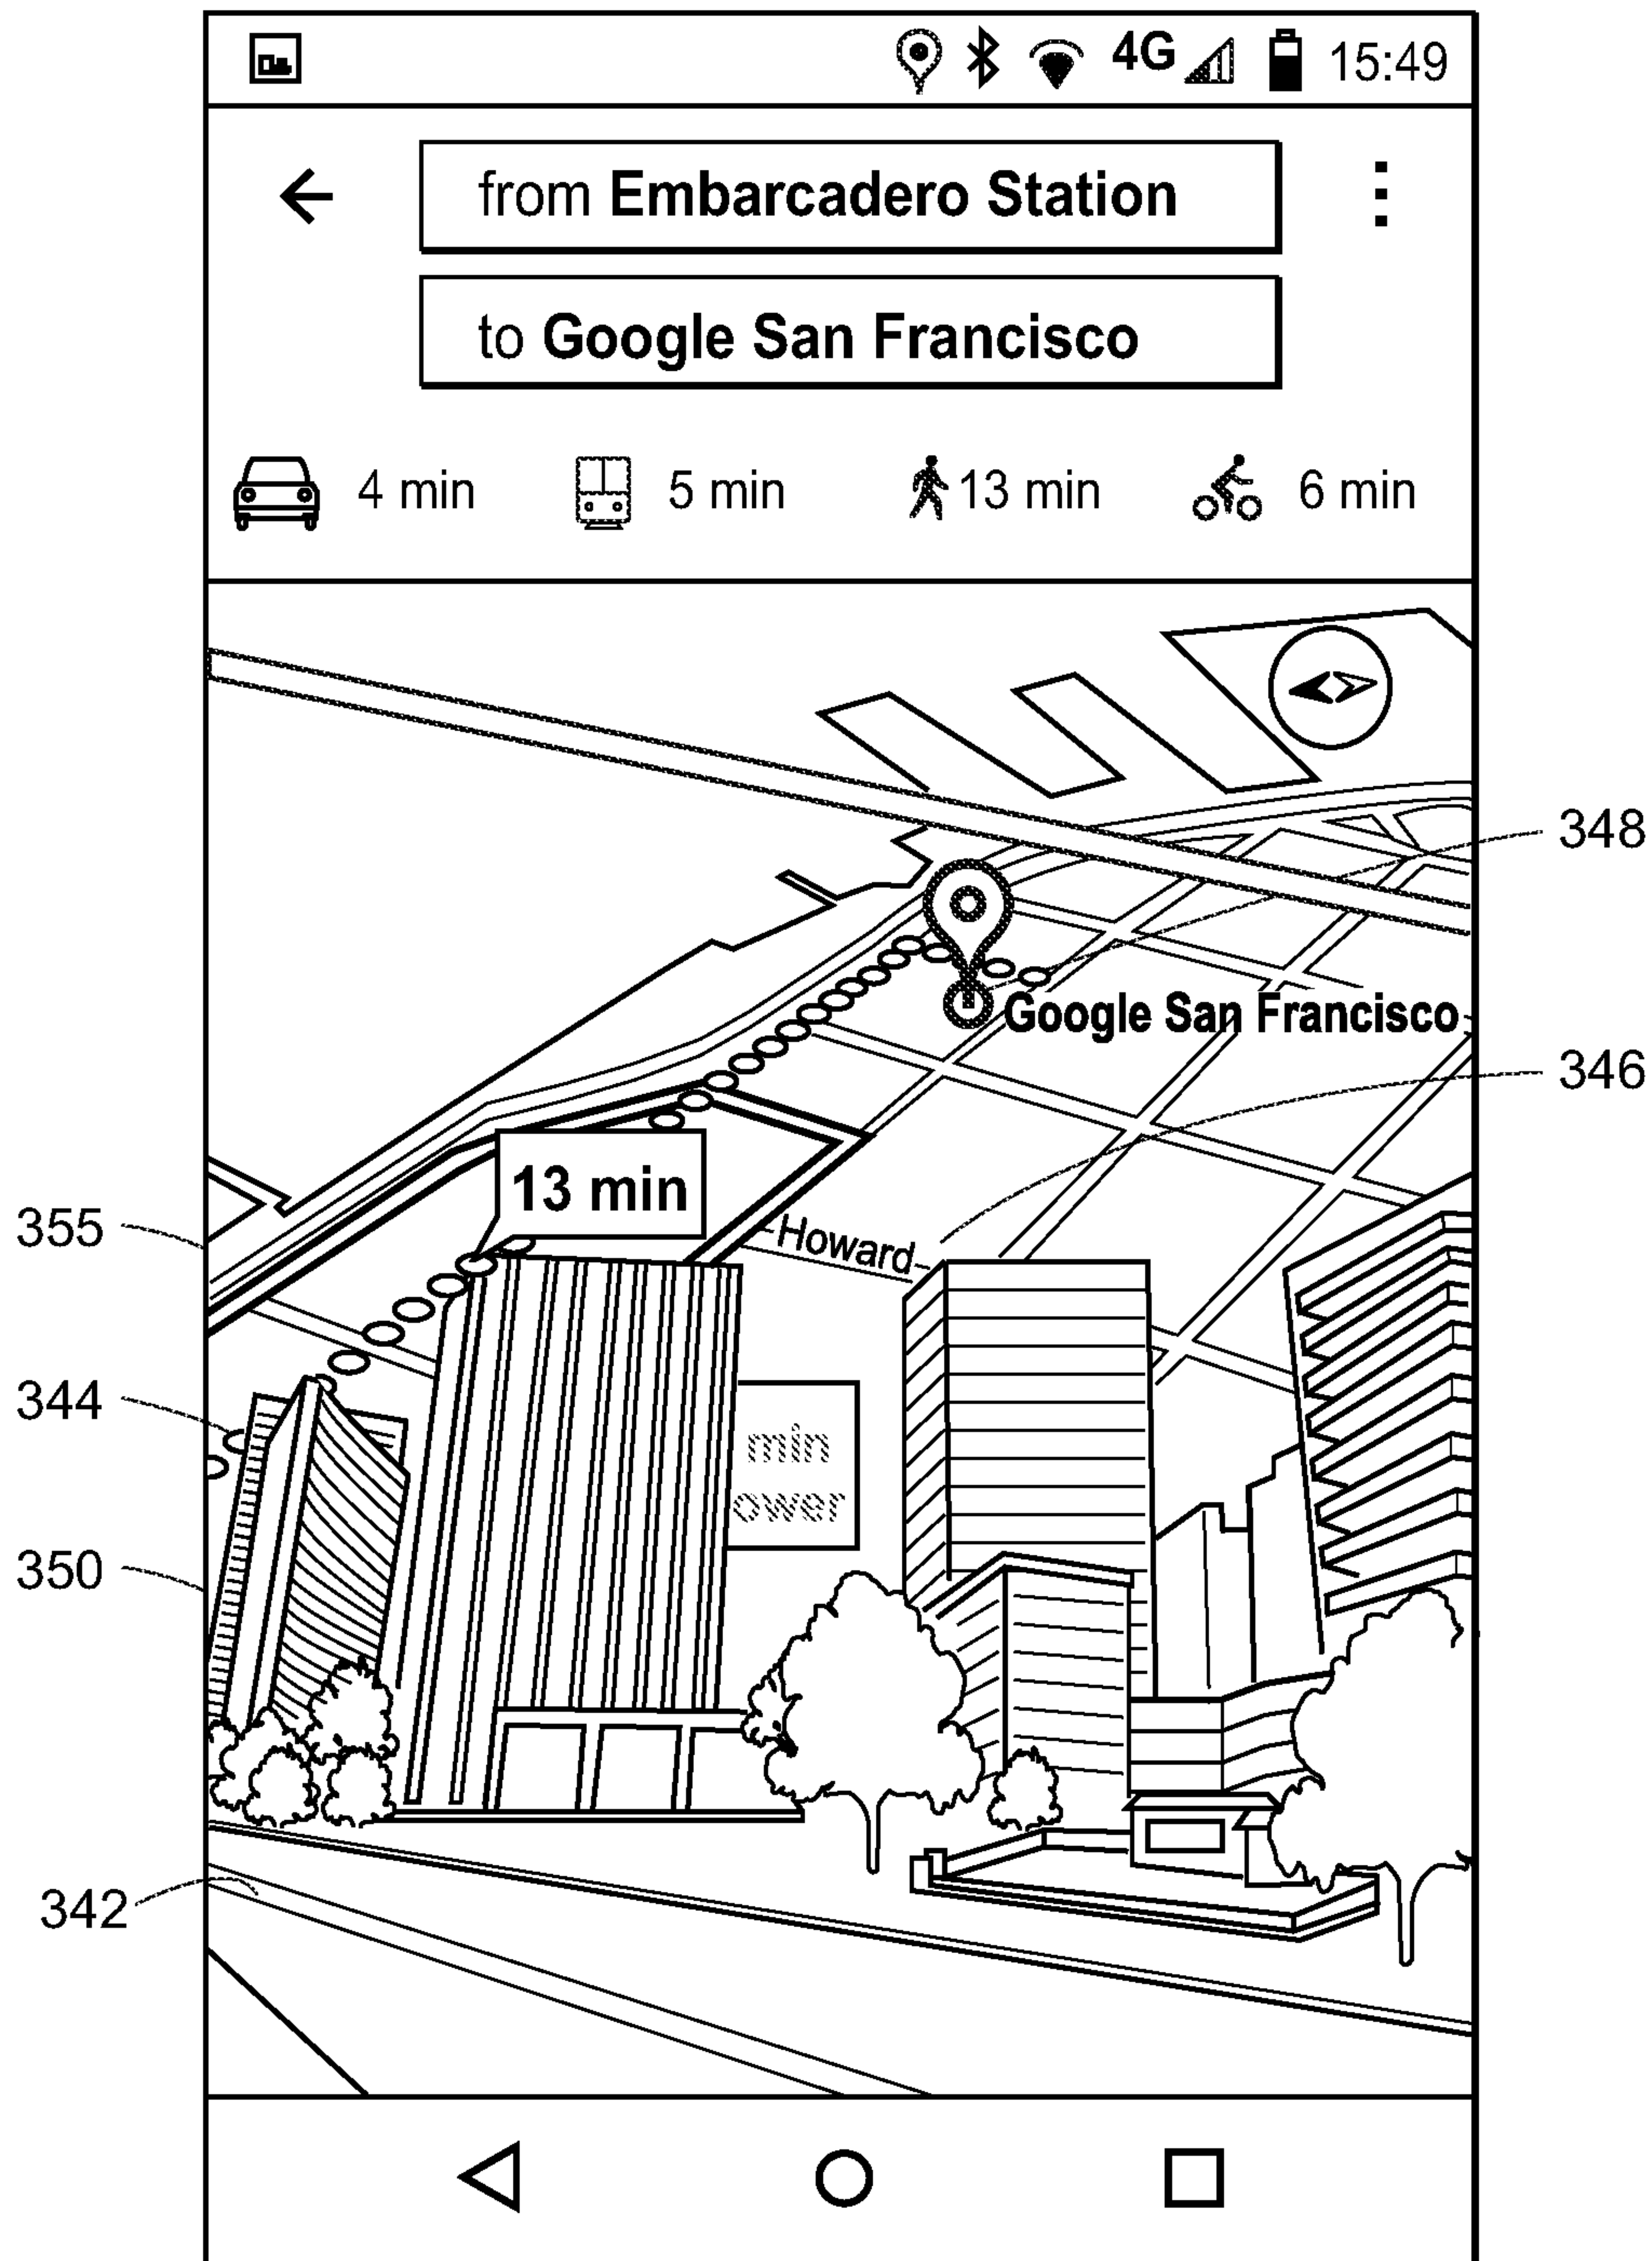 4G 15:49
from Embarcadero Station
to Google San Francisco
4 min 5 min 13 min 6 min
348
Google San Francisco
346
13 min
355
Howard
344
min
ower
350
342